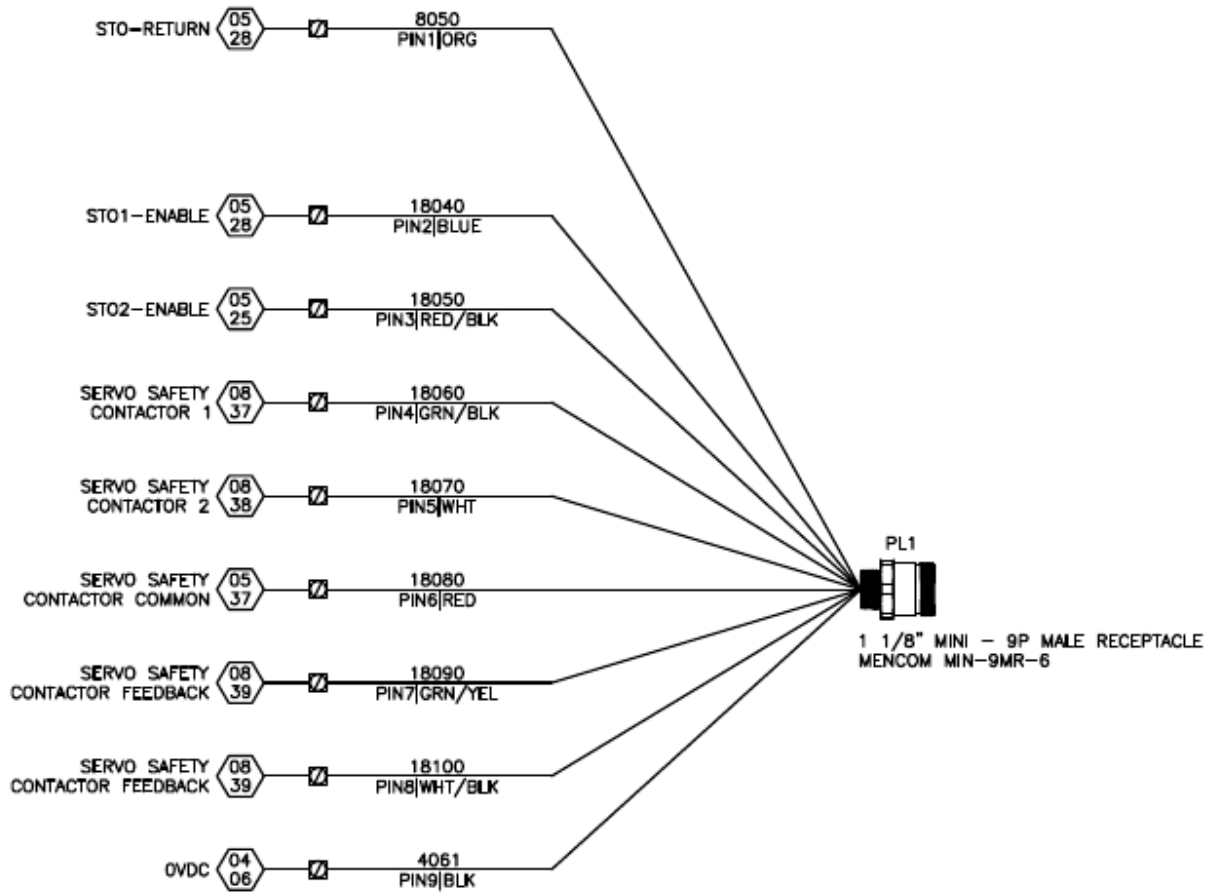 STO-RETURN 05 28 8050
PIN1|ORG
STO1-ENABLE 05 28 18040
PIN2|BLUE
STO2-ENABLE 05 25 18050
PIN3|RED/BLK
SERVO SAFETY CONTACTOR 1 08 37 18060
PIN4|GRN/BLK
SERVO SAFETY CONTACTOR 2 08 38 18070
PIN5|WHT
SERVO SAFETY CONTACTOR COMMON 05 37 18080
PIN6|RED
SERVO SAFETY CONTACTOR FEEDBACK 08 39 18090
PIN7|GRN/YEL
SERVO SAFETY CONTACTOR FEEDBACK 08 39 18100
PIN8|WHT/BLK
0VDC 04 06 4061
PIN9|BLK
PL1
1 1/8" MINI - 9P MALE RECEPTACLE
MENCOM MIN-9MR-6